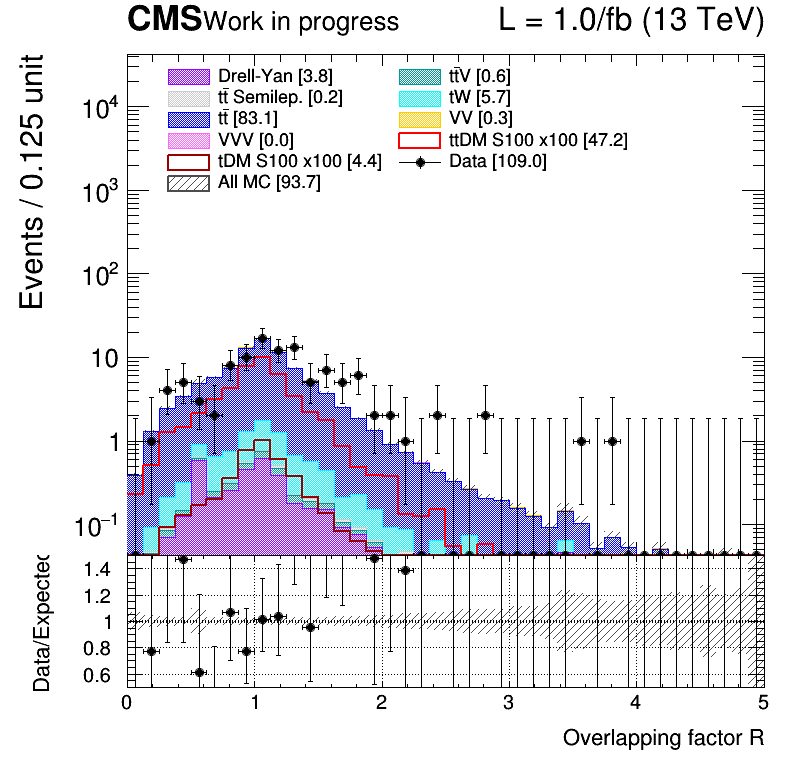 CMS Work in progress L = 1.0/fb (13 TeV)
Drell-Yan [3.8] tt̄V [0.6]
tt̄ Semilep. [0.2] tW [5.7]
tt̄ [83.1] VV [0.3]
VVV [0.0] ttDM S100 x100 [47.2]
tDM S100 x100 [4.4] Data [109.0]
All MC [93.7]
Events / 0.125 unit
10⁴
10³
10²
10
1
10⁻¹
Data/Expected
1.4
1.2
1
0.8
0.6
0 1 2 3 4 5
Overlapping factor R